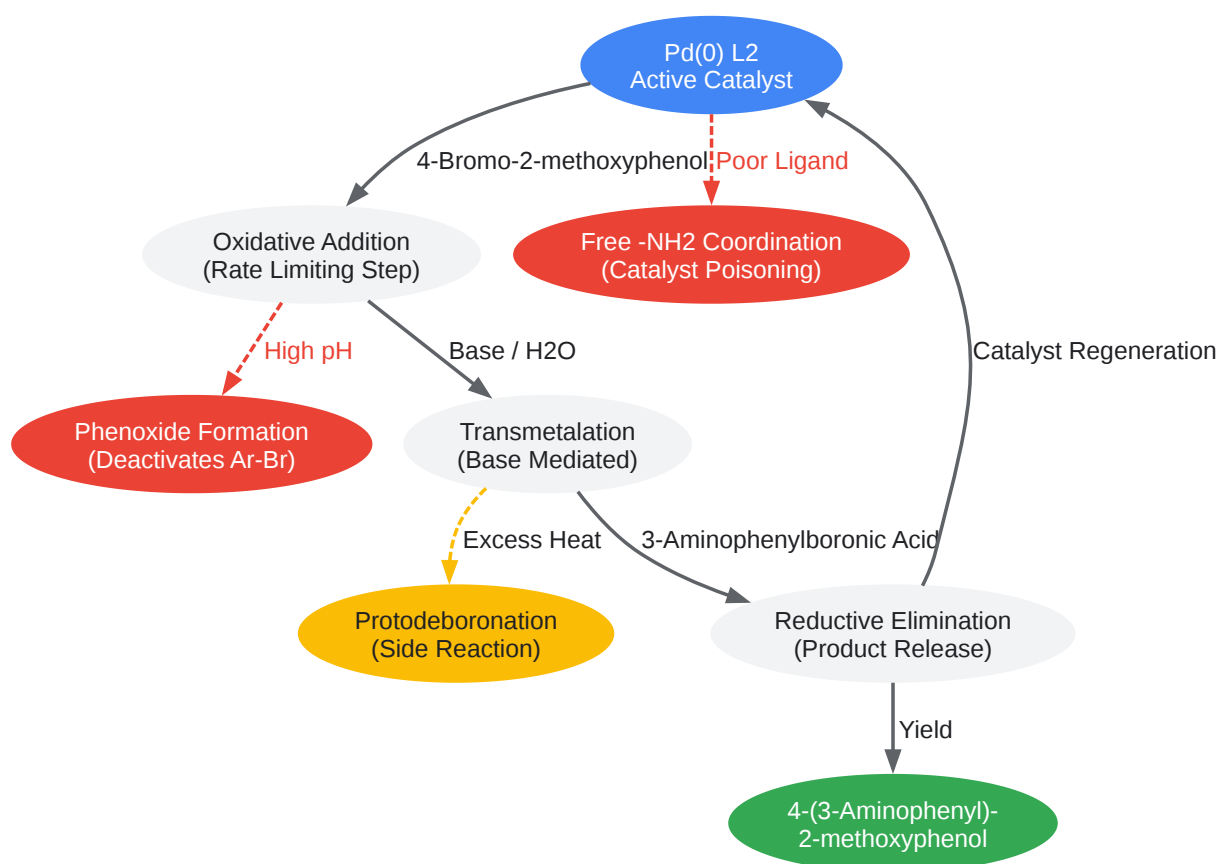 Pd(0) L2
Active Catalyst
4-Bromo-2-methoxyphenol
Poor Ligand
Oxidative Addition
(Rate Limiting Step)
Free -NH2 Coordination
(Catalyst Poisoning)
High pH
Base / H2O
Catalyst Regeneration
Phenoxide Formation
(Deactivates Ar-Br)
Transmetalation
(Base Mediated)
Excess Heat
3-Aminophenylboronic Acid
Protodeboronation
(Side Reaction)
Reductive Elimination
(Product Release)
Yield
4-(3-Aminophenyl)-
2-methoxyphenol